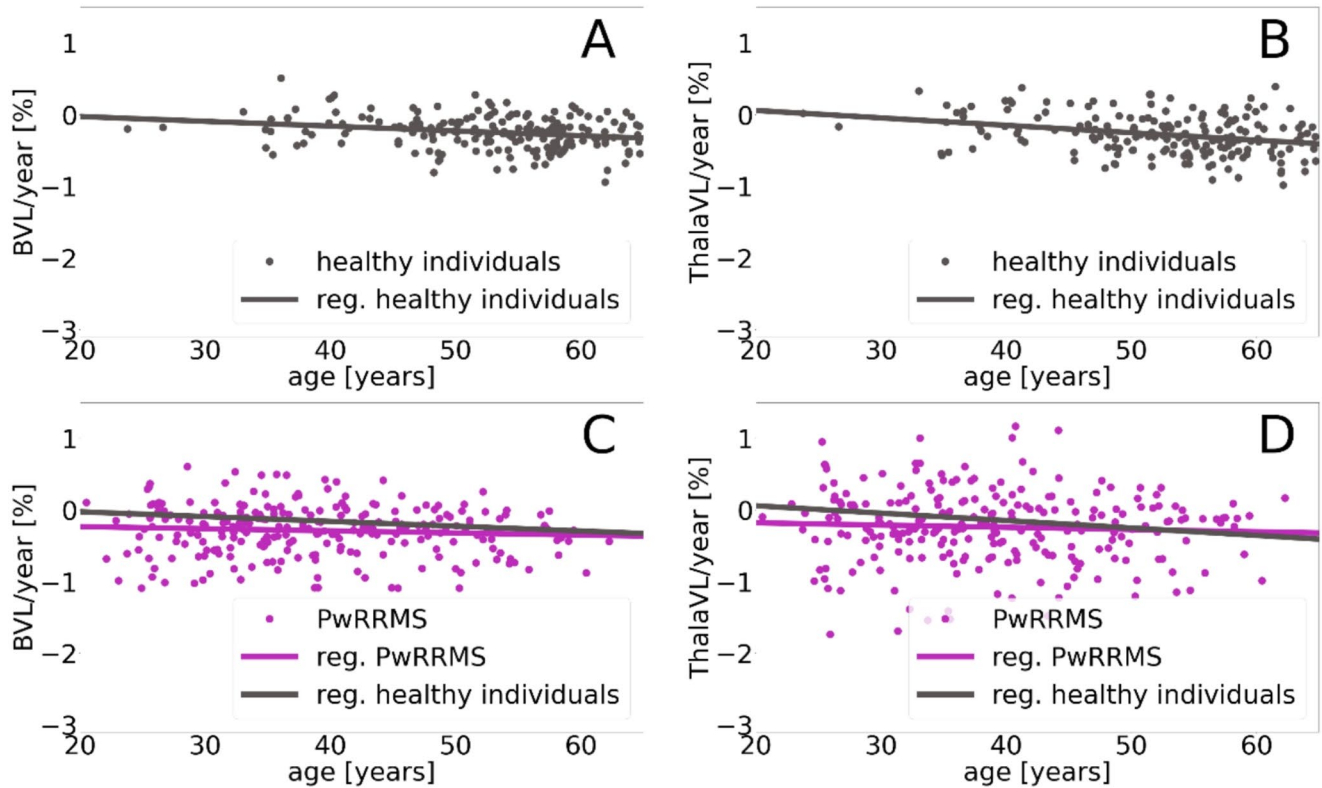 A
BVL/year [%]
1
0
−1
−2
−3
healthy individuals
reg. healthy individuals
20 30 40 50 60
age [years]
B
ThalaVL/year [%]
1
0
−1
−2
−3
healthy individuals
reg. healthy individuals
20 30 40 50 60
age [years]
C
BVL/year [%]
1
0
−1
−2
−3
PwRRMS
reg. PwRRMS
reg. healthy individuals
20 30 40 50 60
age [years]
D
ThalaVL/year [%]
1
0
−1
−2
−3
PwRRMS
reg. PwRRMS
reg. healthy individuals
20 30 40 50 60
age [years]